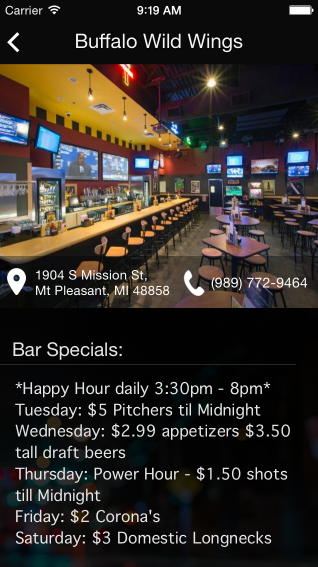 Carrier 9:19 AM
Buffalo Wild Wings
1904 S Mission St,
Mt Pleasant, MI 48858
(989) 772-9464
Bar Specials:
*Happy Hour daily 3:30pm - 8pm*
Tuesday: $5 Pitchers til Midnight
Wednesday: $2.99 appetizers $3.50
tall draft beers
Thursday: Power Hour - $1.50 shots
till Midnight
Friday: $2 Corona's
Saturday: $3 Domestic Longnecks